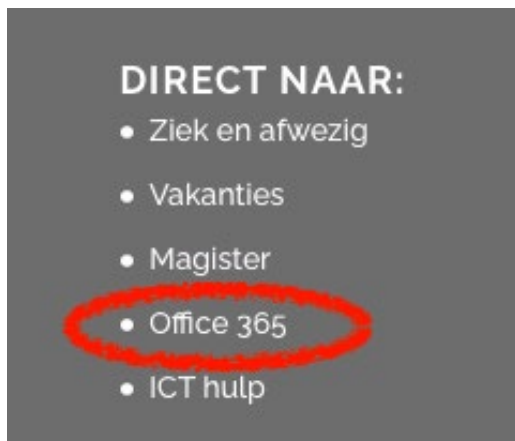 DIRECT NAAR:
• Ziek en afwezig
• Vakanties
• Magister
• Office 365
• ICT hulp